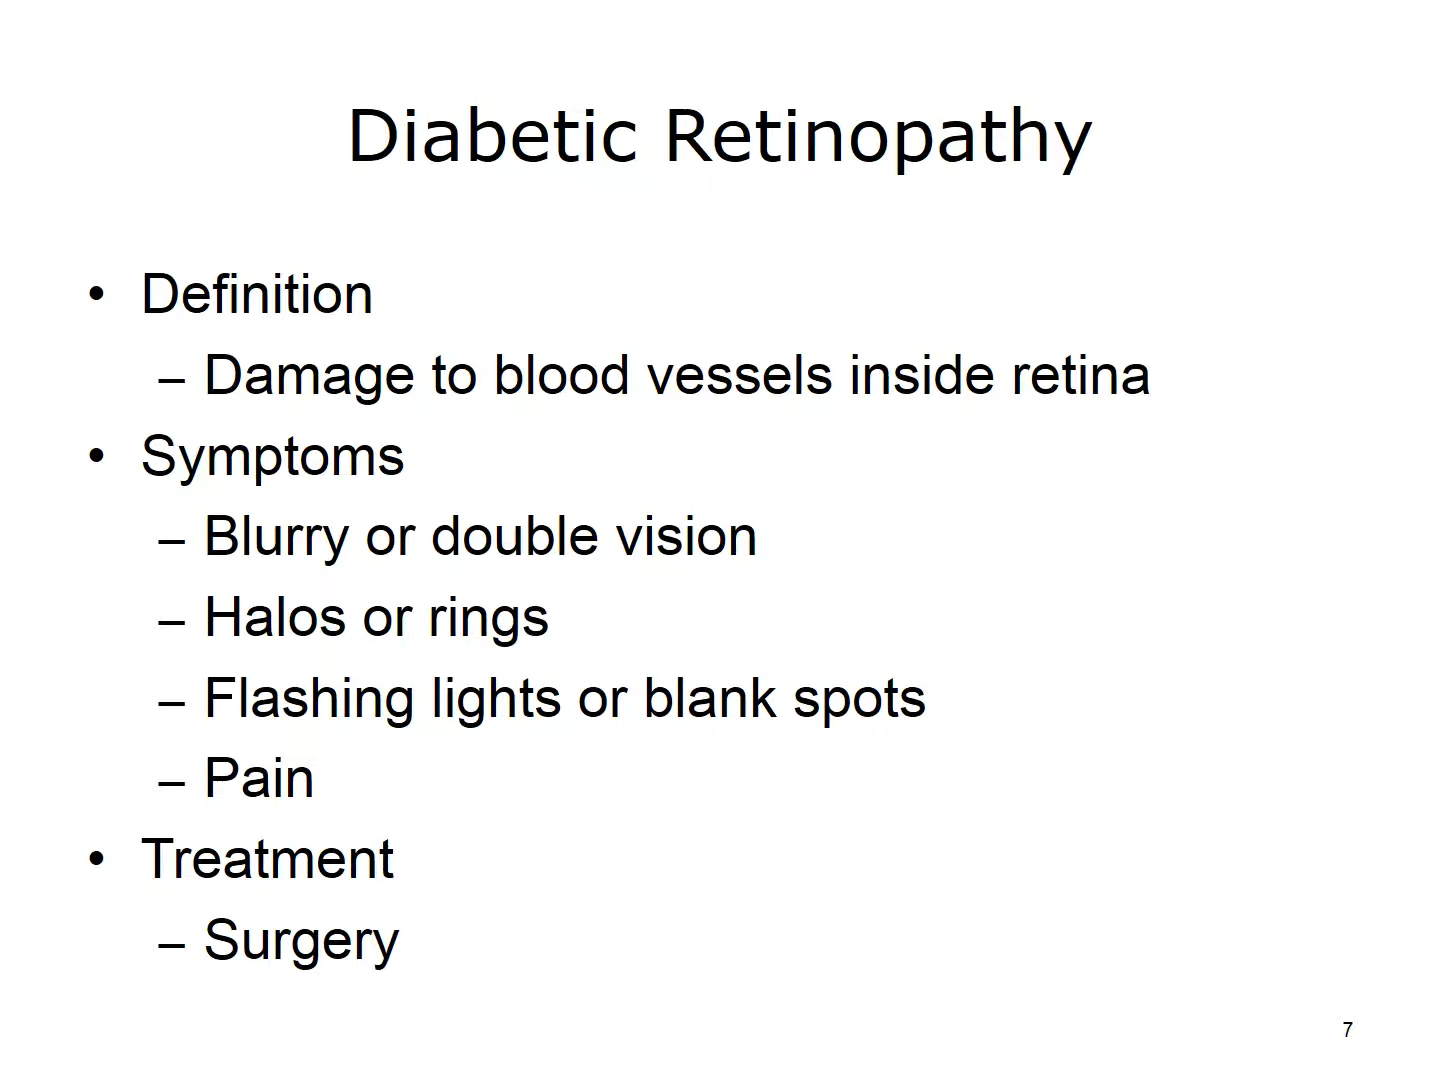 Diabetic Retinopathy
• Definition
– Damage to blood vessels inside retina
• Symptoms
– Blurry or double vision
– Halos or rings
– Flashing lights or blank spots
– Pain
• Treatment
– Surgery
7